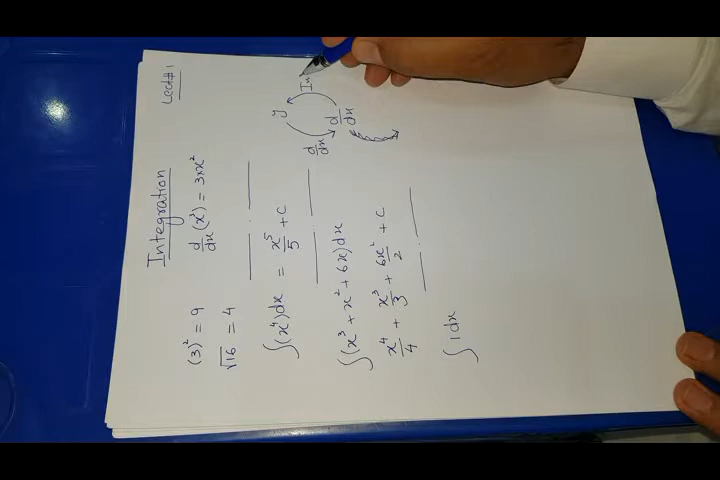 Lect#1
Integration
(3)² = 9
d/dx (x³) = 3x²
√16 = 4
∫(x⁴)dx = x⁵/5 + C
∫(x³ + x² + 6x)dx
x⁴/4 + x³/3 + 6x²/2 + C
∫1dx
y
d/dx
d/dx